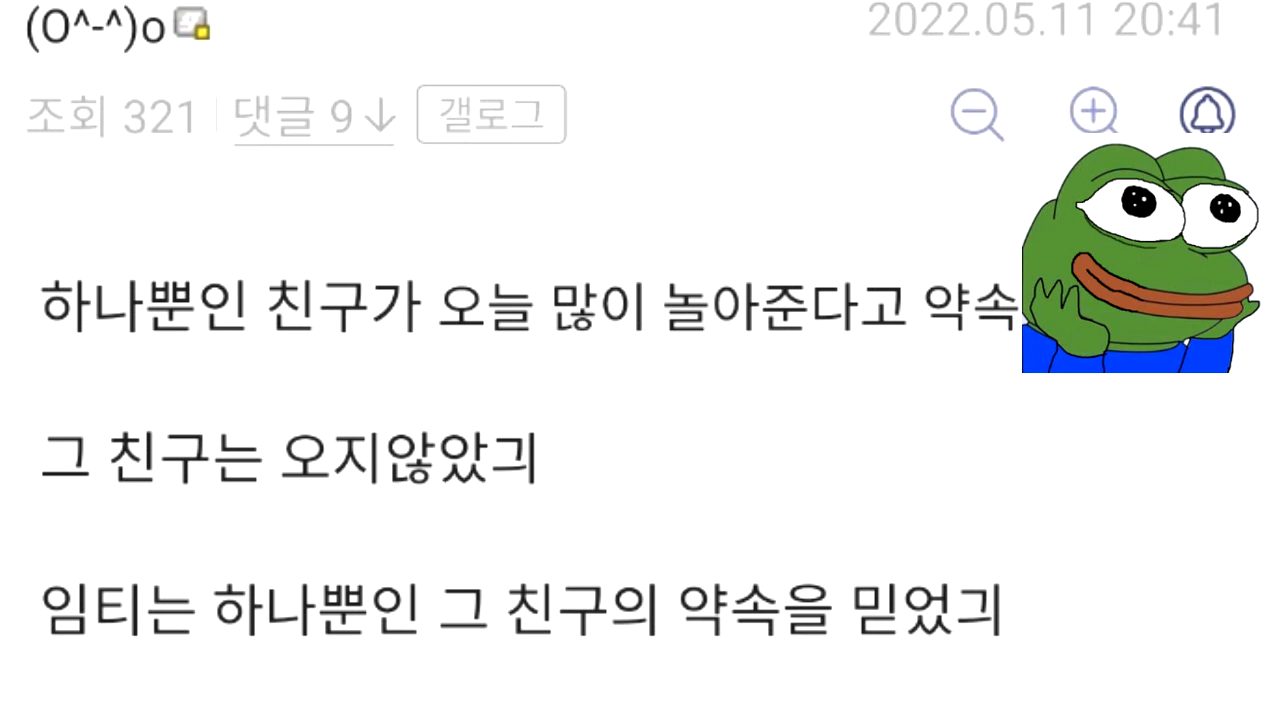 (O^-^)o
2022.05.11 20:41
조회 321 댓글 9↓ 갤로그
하나뿐인 친구가 오늘 많이 놀아준다고 약속
그 친구는 오지않았긔
임티는 하나뿐인 그 친구의 약속을 믿었긔